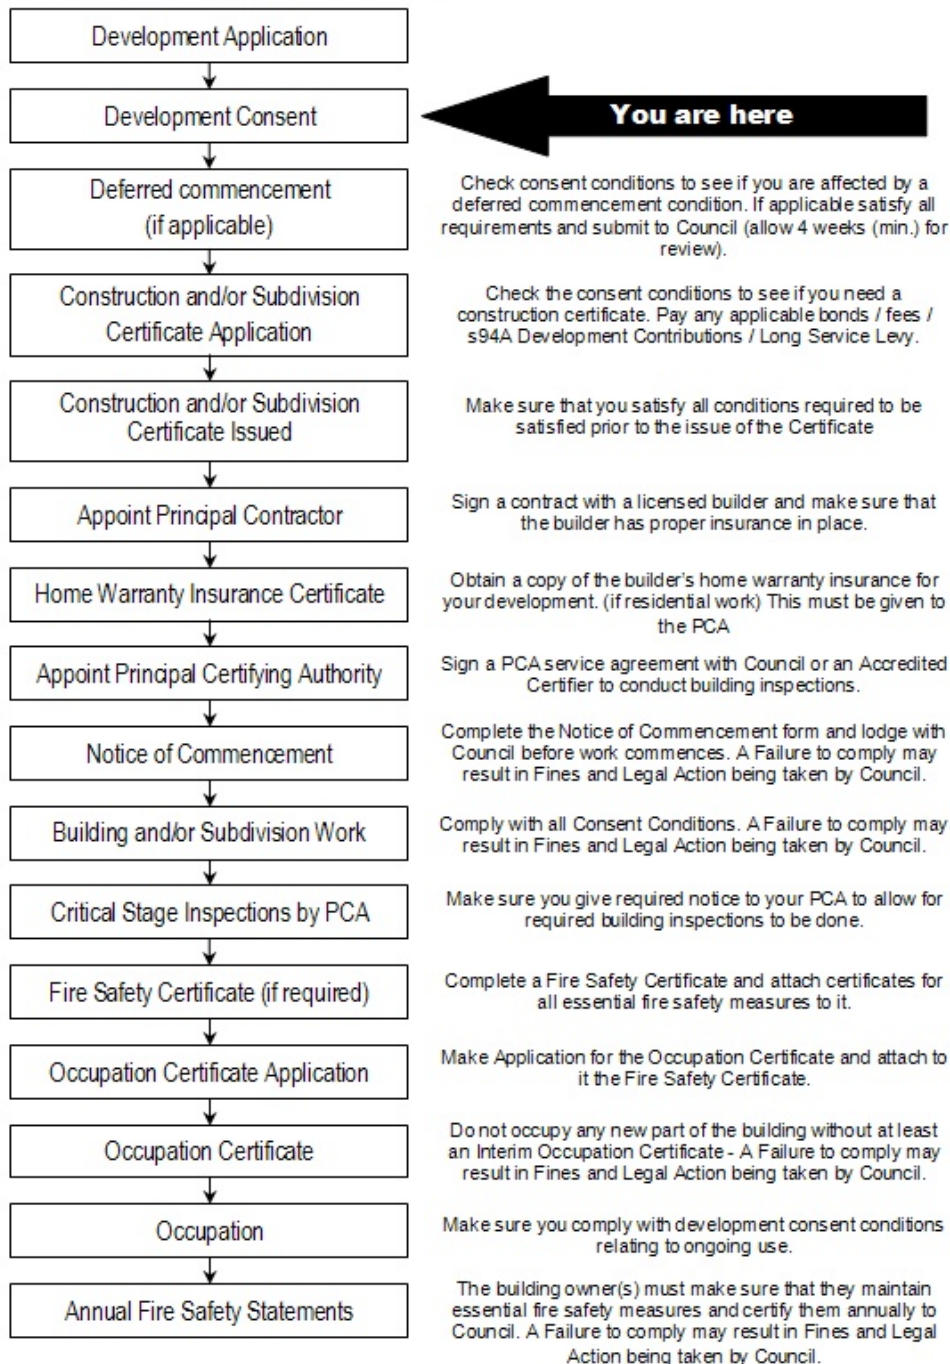 Development Application
Development Consent
You are here
Deferred commencement
(if applicable)
Check consent conditions to see if you are affected by a
deferred commencement condition. If applicable satisfy all
requirements and submit to Council (allow 4 weeks (min.) for
review).
Construction and/or Subdivision
Certificate Application
Check the consent conditions to see if you need a
construction certificate. Pay any applicable bonds / fees /
s94A Development Contributions / Long Service Levy.
Construction and/or Subdivision
Certificate Issued
Make sure that you satisfy all conditions required to be
satisfied prior to the issue of the Certificate
Appoint Principal Contractor
Sign a contract with a licensed builder and make sure that
the builder has proper insurance in place.
Home Warranty Insurance Certificate
Obtain a copy of the builder's home warranty insurance for
your development. (if residential work) This must be given to
the PCA
Appoint Principal Certifying Authority
Sign a PCA service agreement with Council or an Accredited
Certifier to conduct building inspections.
Notice of Commencement
Complete the Notice of Commencement form and lodge with
Council before work commences. A Failure to comply may
result in Fines and Legal Action being taken by Council.
Building and/or Subdivision Work
Comply with all Consent Conditions. A Failure to comply may
result in Fines and Legal Action being taken by Council.
Critical Stage Inspections by PCA
Make sure you give required notice to your PCA to allow for
required building inspections to be done.
Fire Safety Certificate (if required)
Complete a Fire Safety Certificate and attach certificates for
all essential fire safety measures to it.
Occupation Certificate Application
Make Application for the Occupation Certificate and attach to
it the Fire Safety Certificate.
Occupation Certificate
Do not occupy any new part of the building without at least
an Interim Occupation Certificate - A Failure to comply may
result in Fines and Legal Action being taken by Council.
Occupation
Make sure you comply with development consent conditions
relating to ongoing use.
Annual Fire Safety Statements
The building owner(s) must make sure that they maintain
essential fire safety measures and certify them annually to
Council. A Failure to comply may result in Fines and Legal
Action being taken by Council.